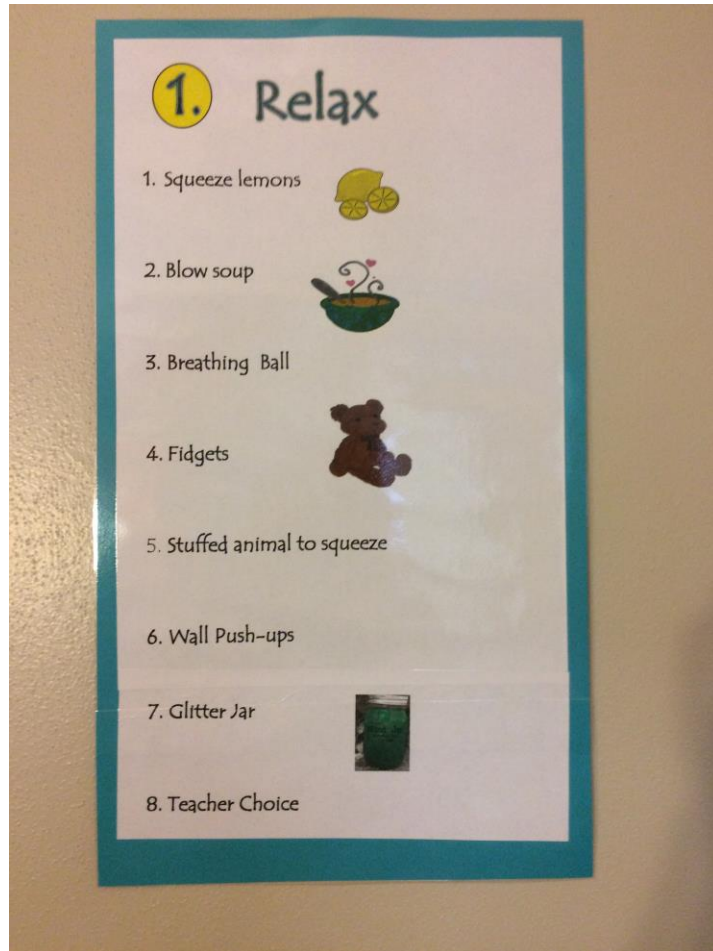 1. Relax
1. Squeeze lemons
2. Blow soup
3. Breathing Ball
4. Fidgets
5. Stuffed animal to squeeze
6. Wall Push-ups
7. Glitter Jar
8. Teacher Choice